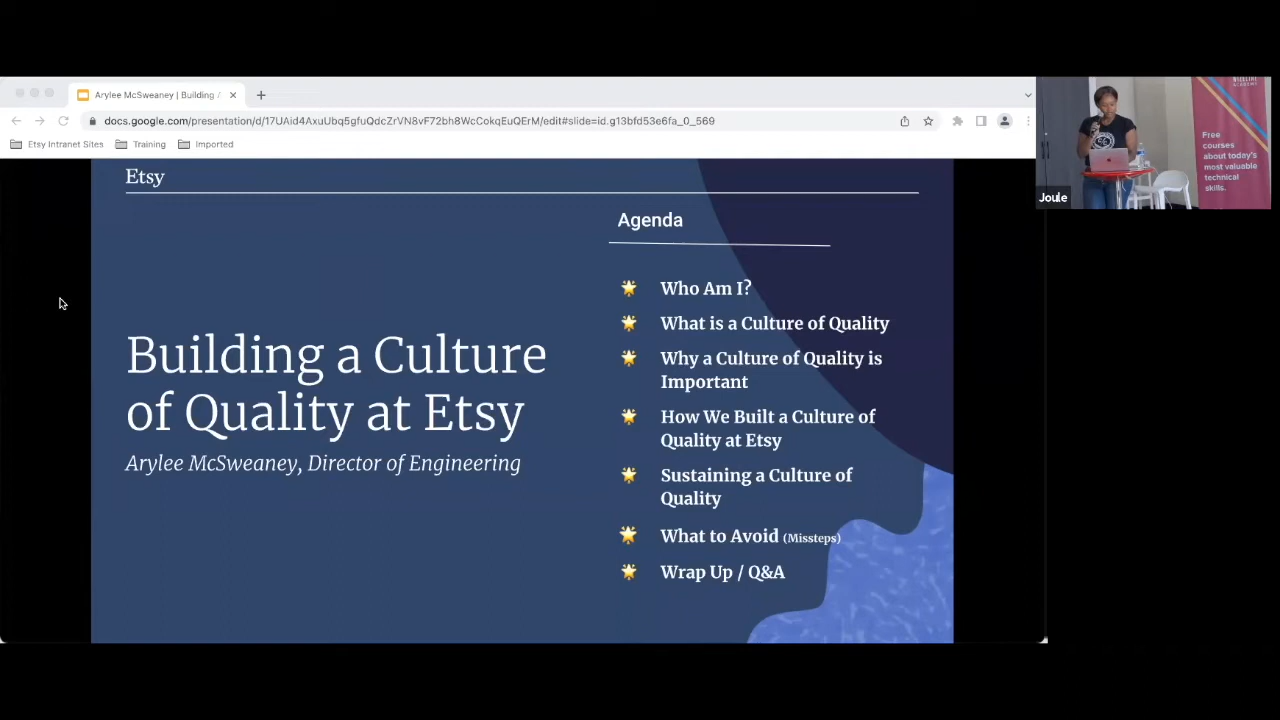 Arylee McSweaney | Building /
docs.google.com/presentation/d/17UAid4AxuUbq5gfuQdcZrVN8vF72bh8WcCokqEuQErM/edit#slide=id.g13bfd53e6fa_0_569
Etsy Intranet Sites
Training
Imported
Etsy
Agenda
Who Am I?
What is a Culture of Quality
Why a Culture of Quality is
Important
How We Built a Culture of
Quality at Etsy
Sustaining a Culture of
Quality
What to Avoid (Missteps)
Wrap Up / Q&A
Building a Culture
of Quality at Etsy
Arylee McSweaney, Director of Engineering
ACADEMY
Free
courses
about today's
most valuable
technical
skills.
Joule